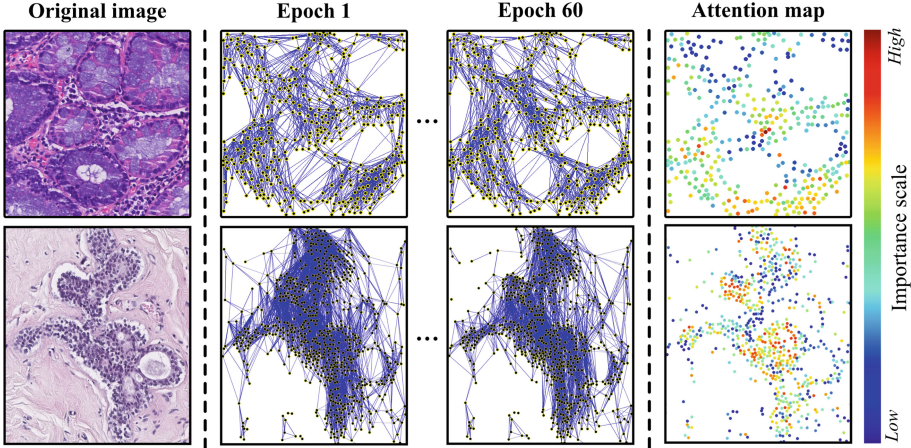 Original image
Epoch 1
Epoch 60
Attention map
...
...
High
Importance scale
Low